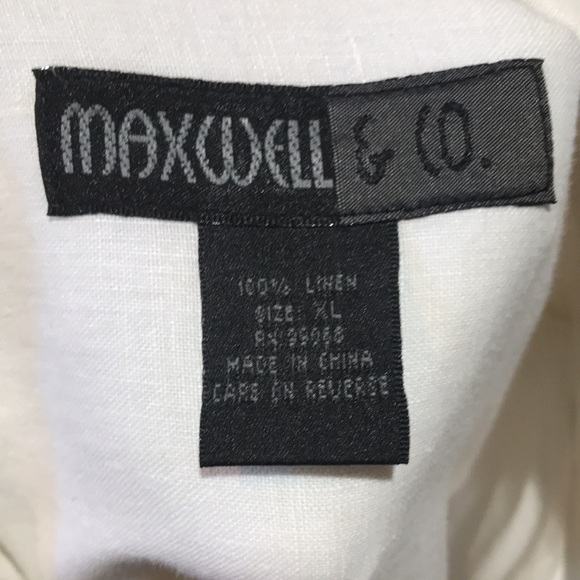 MAXWELL & CO.
100% LINEN
SIZE: XL
MADE IN CHINA
CARE ON REVERSE